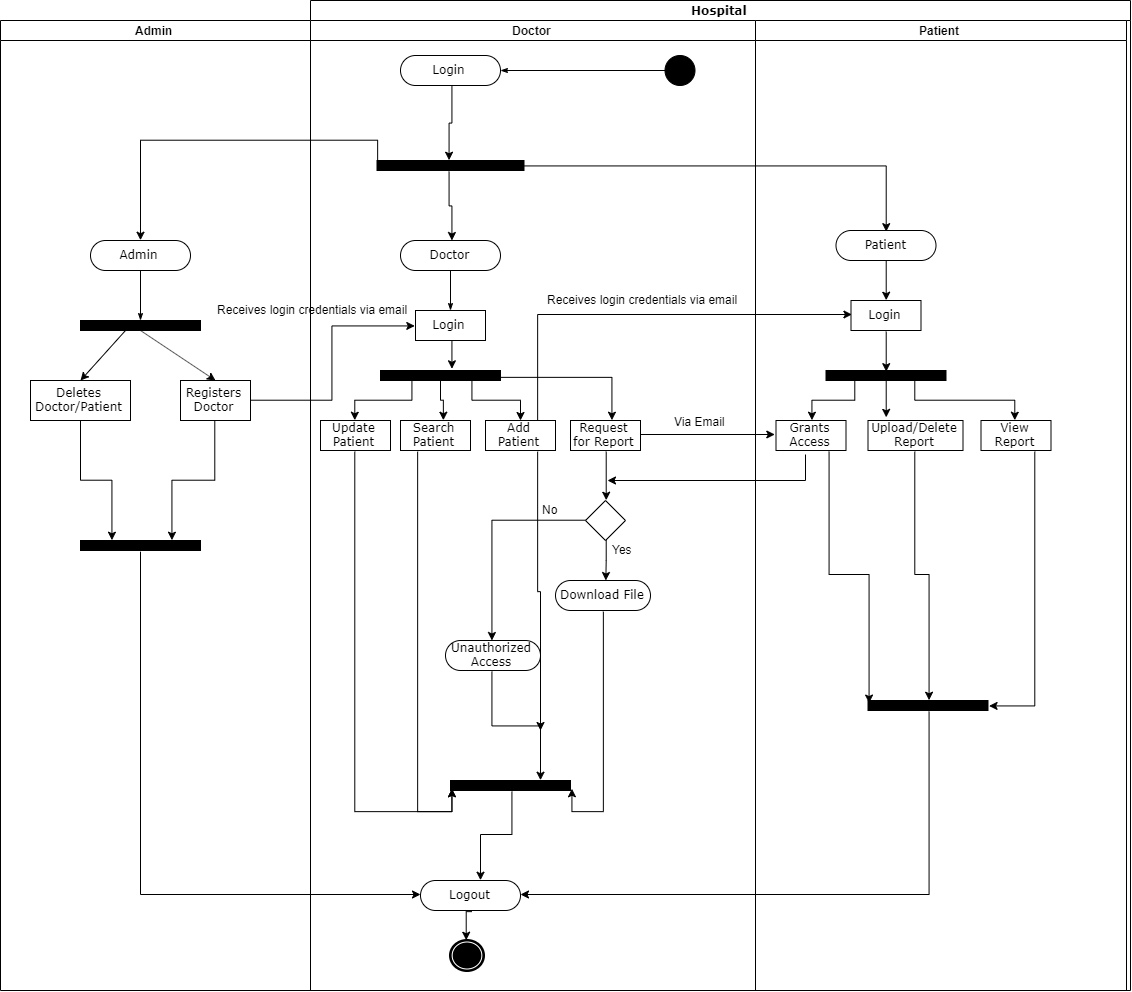 Hospital
Admin
Doctor
Patient
Login
Admin
Doctor
Patient
Receives login credentials via email
Receives login credentials via email
Login
Login
Deletes
Doctor/Patient
Registers
Doctor
Update
Patient
Search
Patient
Add
Patient
Request
for Report
Via Email
Grants
Access
Upload/Delete
Report
View
Report
No
Yes
Download File
Unauthorized
Access
Logout